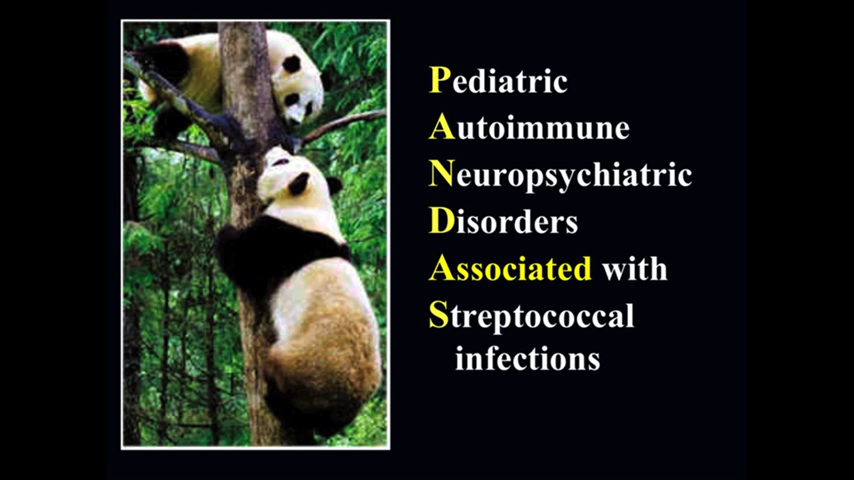 Pediatric
Autoimmune
Neuropsychiatric
Disorders
Associated with
Streptococcal
infections